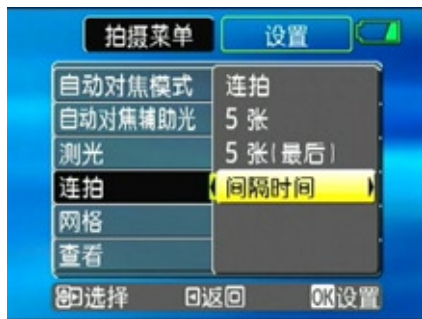 拍摄菜单 设置
自动对焦模式 连拍
自动对焦辅助光 5 张
测光 5 张(最后)
连拍 间隔时间
网格
查看
选择 返回 OK设置